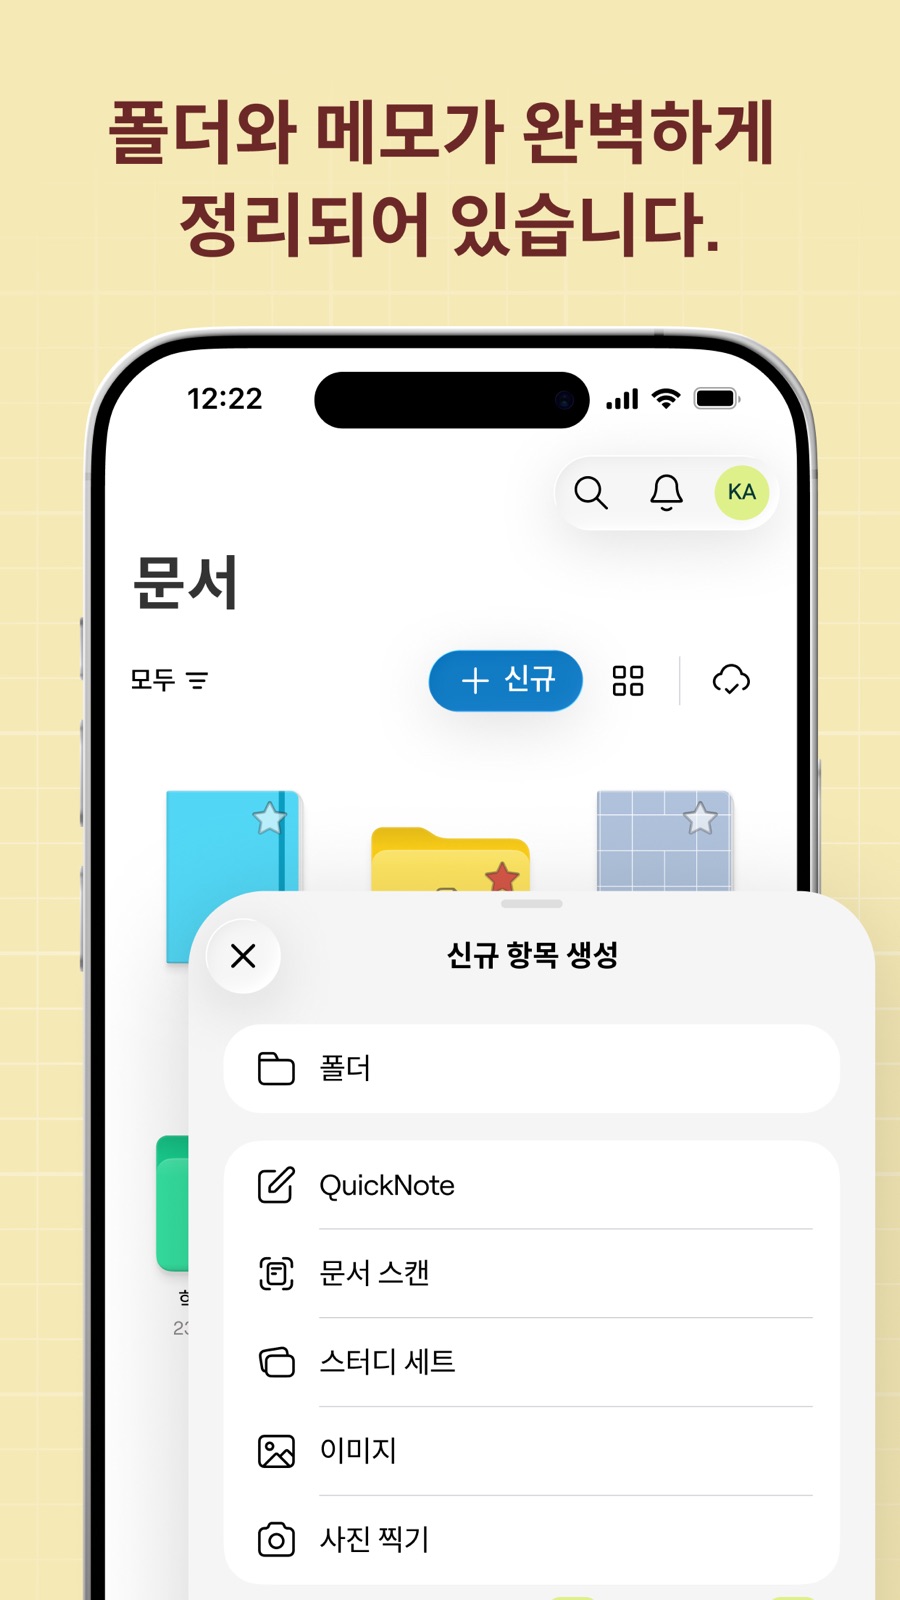 폴더와 메모가 완벽하게
정리되어 있습니다.
12:22
KA
문서
모두
신규
신규 항목 생성
폴더
QuickNote
문서 스캔
스터디 세트
이미지
사진 찍기